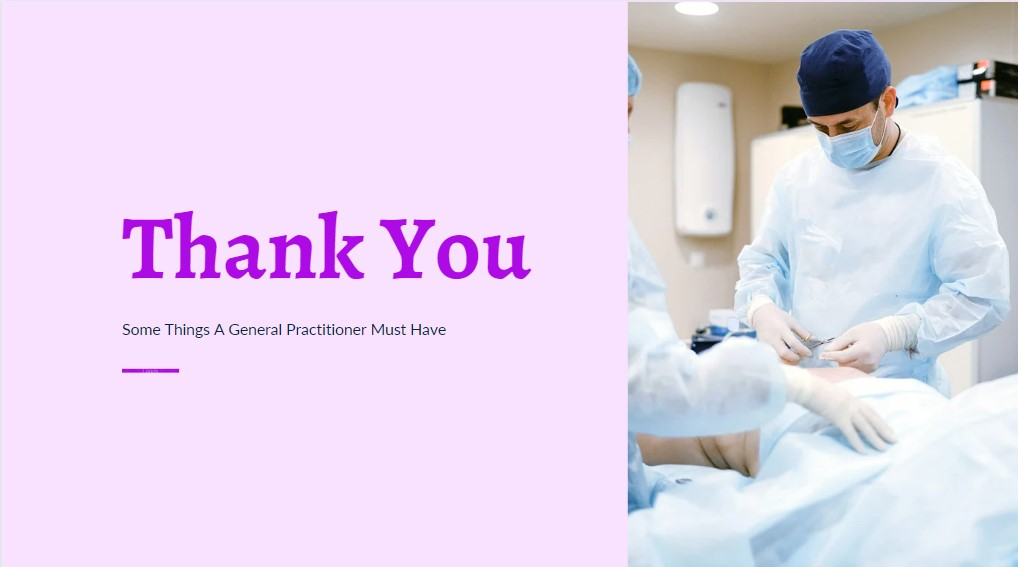 Thank You
Some Things A General Practitioner Must Have